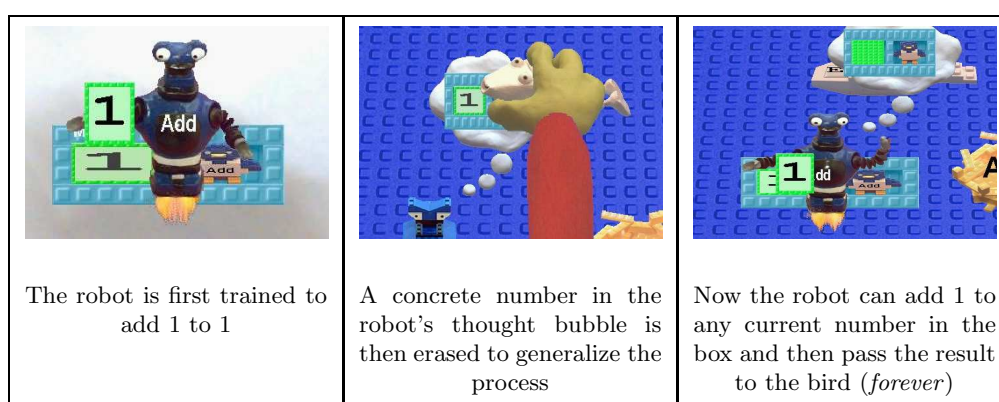 1
Add
1
Add
The robot is first trained to
add 1 to 1
1
A concrete number in the
robot's thought bubble is
then erased to generalize the
process
1
dd
Add
A
Now the robot can add 1 to
any current number in the
box and then pass the result
to the bird (forever)